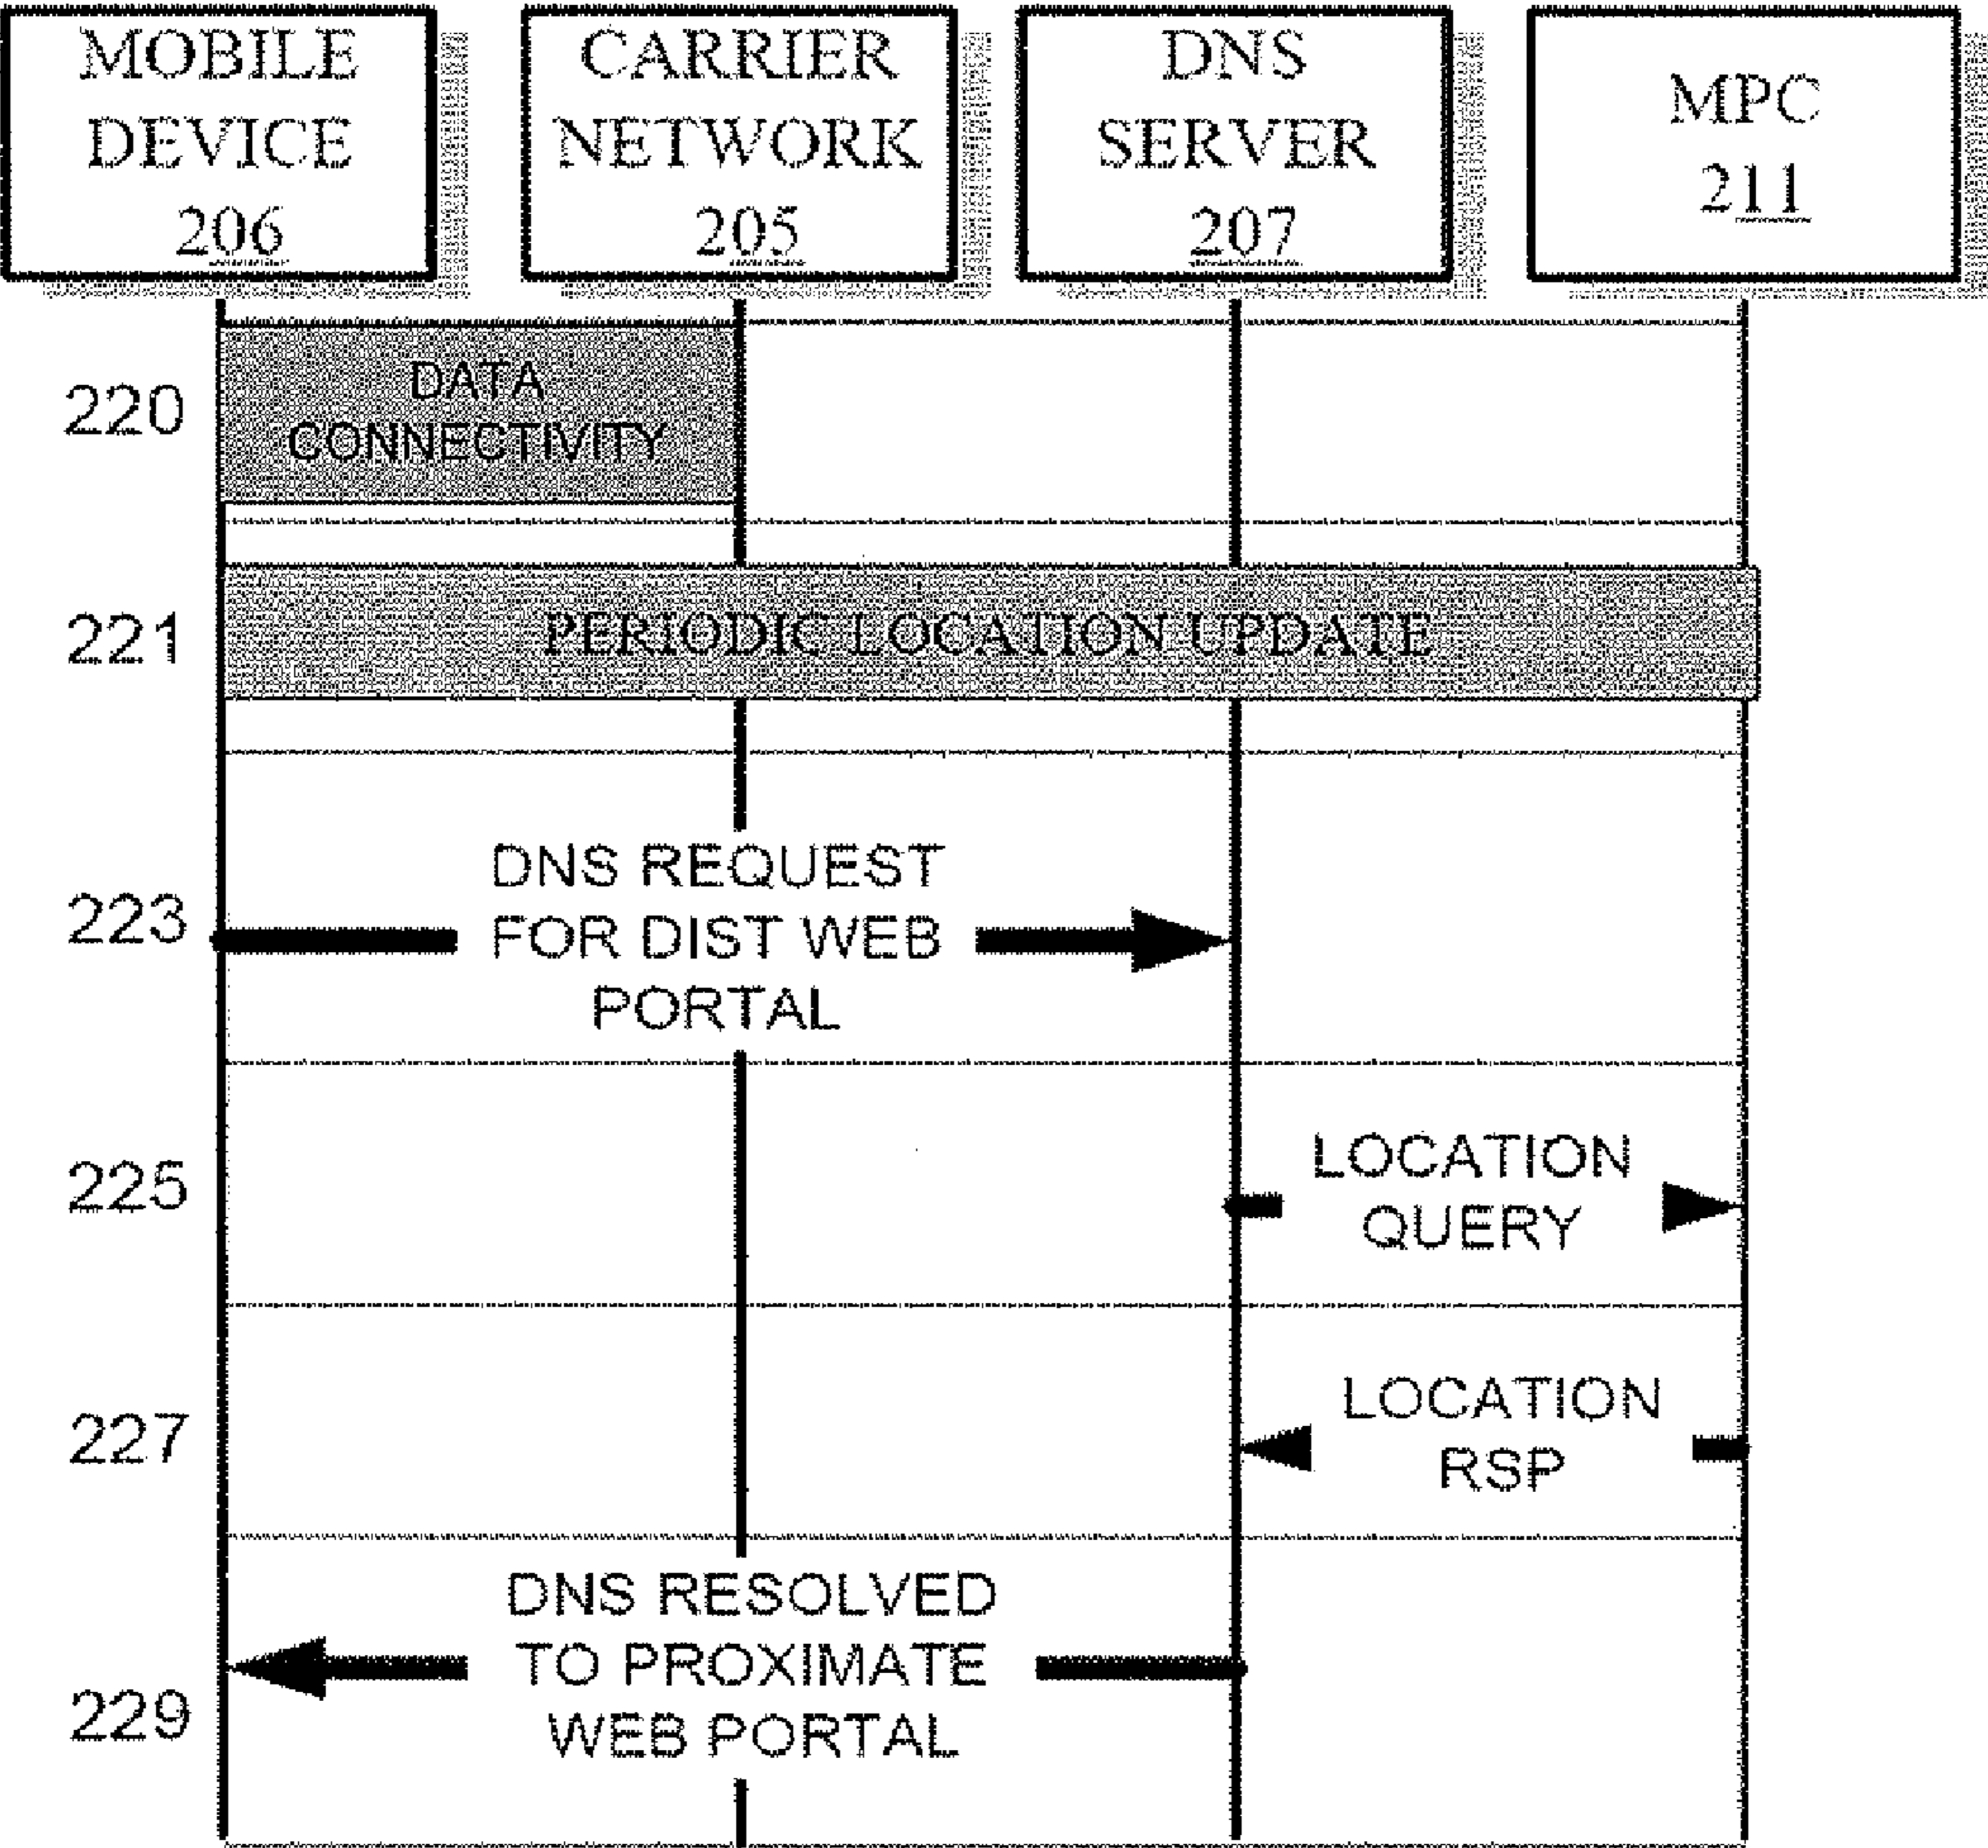 MOBILE
DEVICE
206
CARRIER
NETWORK
205
DNS
SERVER
207
MPC
211
220
DATA
CONNECTIVITY
221
PERIODIC LOCATION UPDATE
223
DNS REQUEST
FOR DIST WEB
PORTAL
225
LOCATION
QUERY
227
LOCATION
RSP
229
DNS RESOLVED
TO PROXIMATE
WEB PORTAL